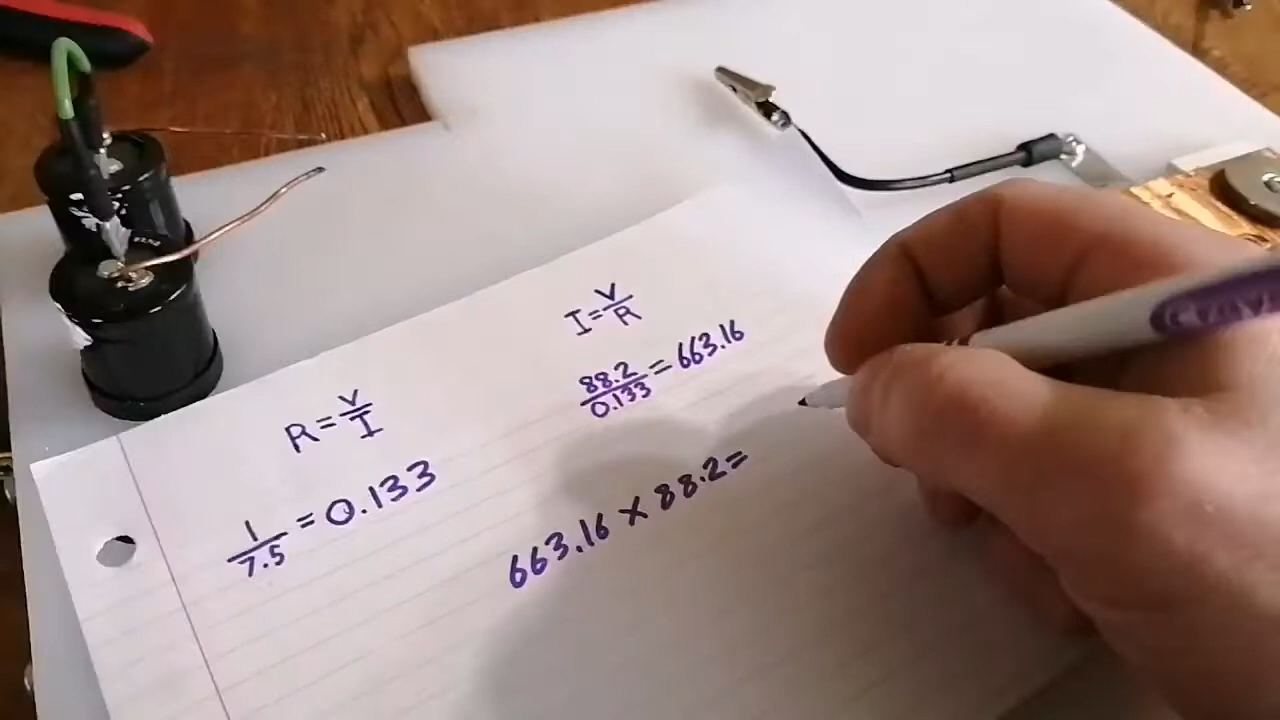 R = V/I
1/7.5 = 0.133
I = V/R
88.2/0.133 = 663.16
663.16 x 88.2 =